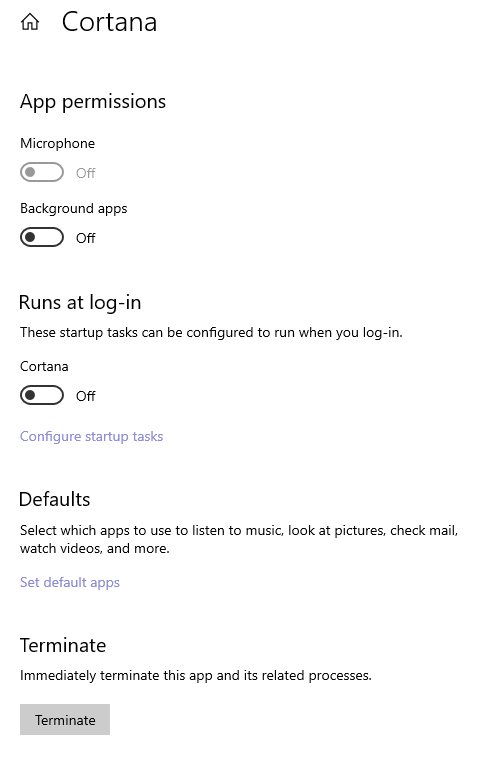 Cortana
App permissions
Microphone
Off
Background apps
Off
Runs at log-in
These startup tasks can be configured to run when you log-in.
Cortana
Off
Configure startup tasks
Defaults
Select which apps to use to listen to music, look at pictures, check mail,
watch videos, and more.
Set default apps
Terminate
Immediately terminate this app and its related processes.
Terminate